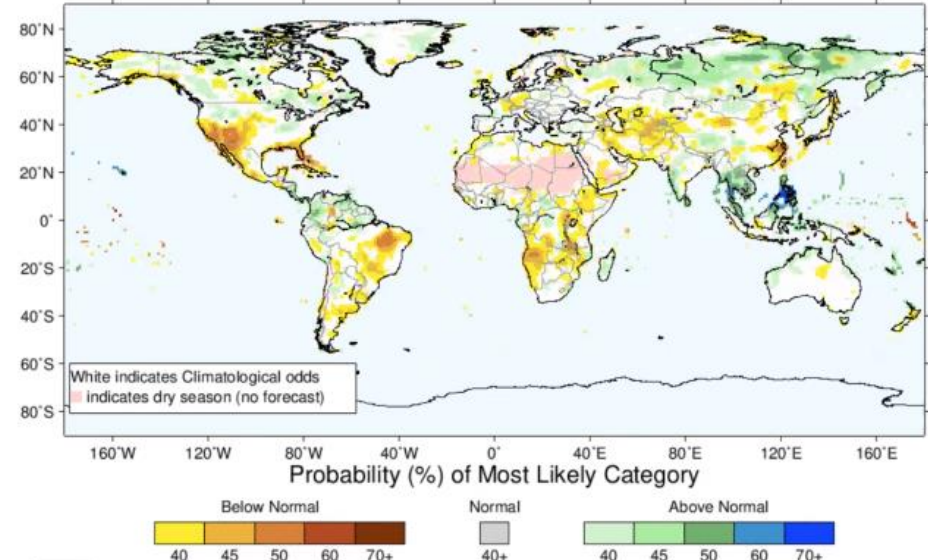 80°N
60°N
40°N
20°N
0°
20°S
40°S
60°S
80°S
White indicates Climatological odds
indicates dry season (no forecast)
160°W 120°W 80°W 40°W 0° 40°E 80°E 120°E 160°E
Probability (%) of Most Likely Category
Below Normal Normal Above Normal
40 45 50 60 70+ 40+ 40 45 50 60 70+